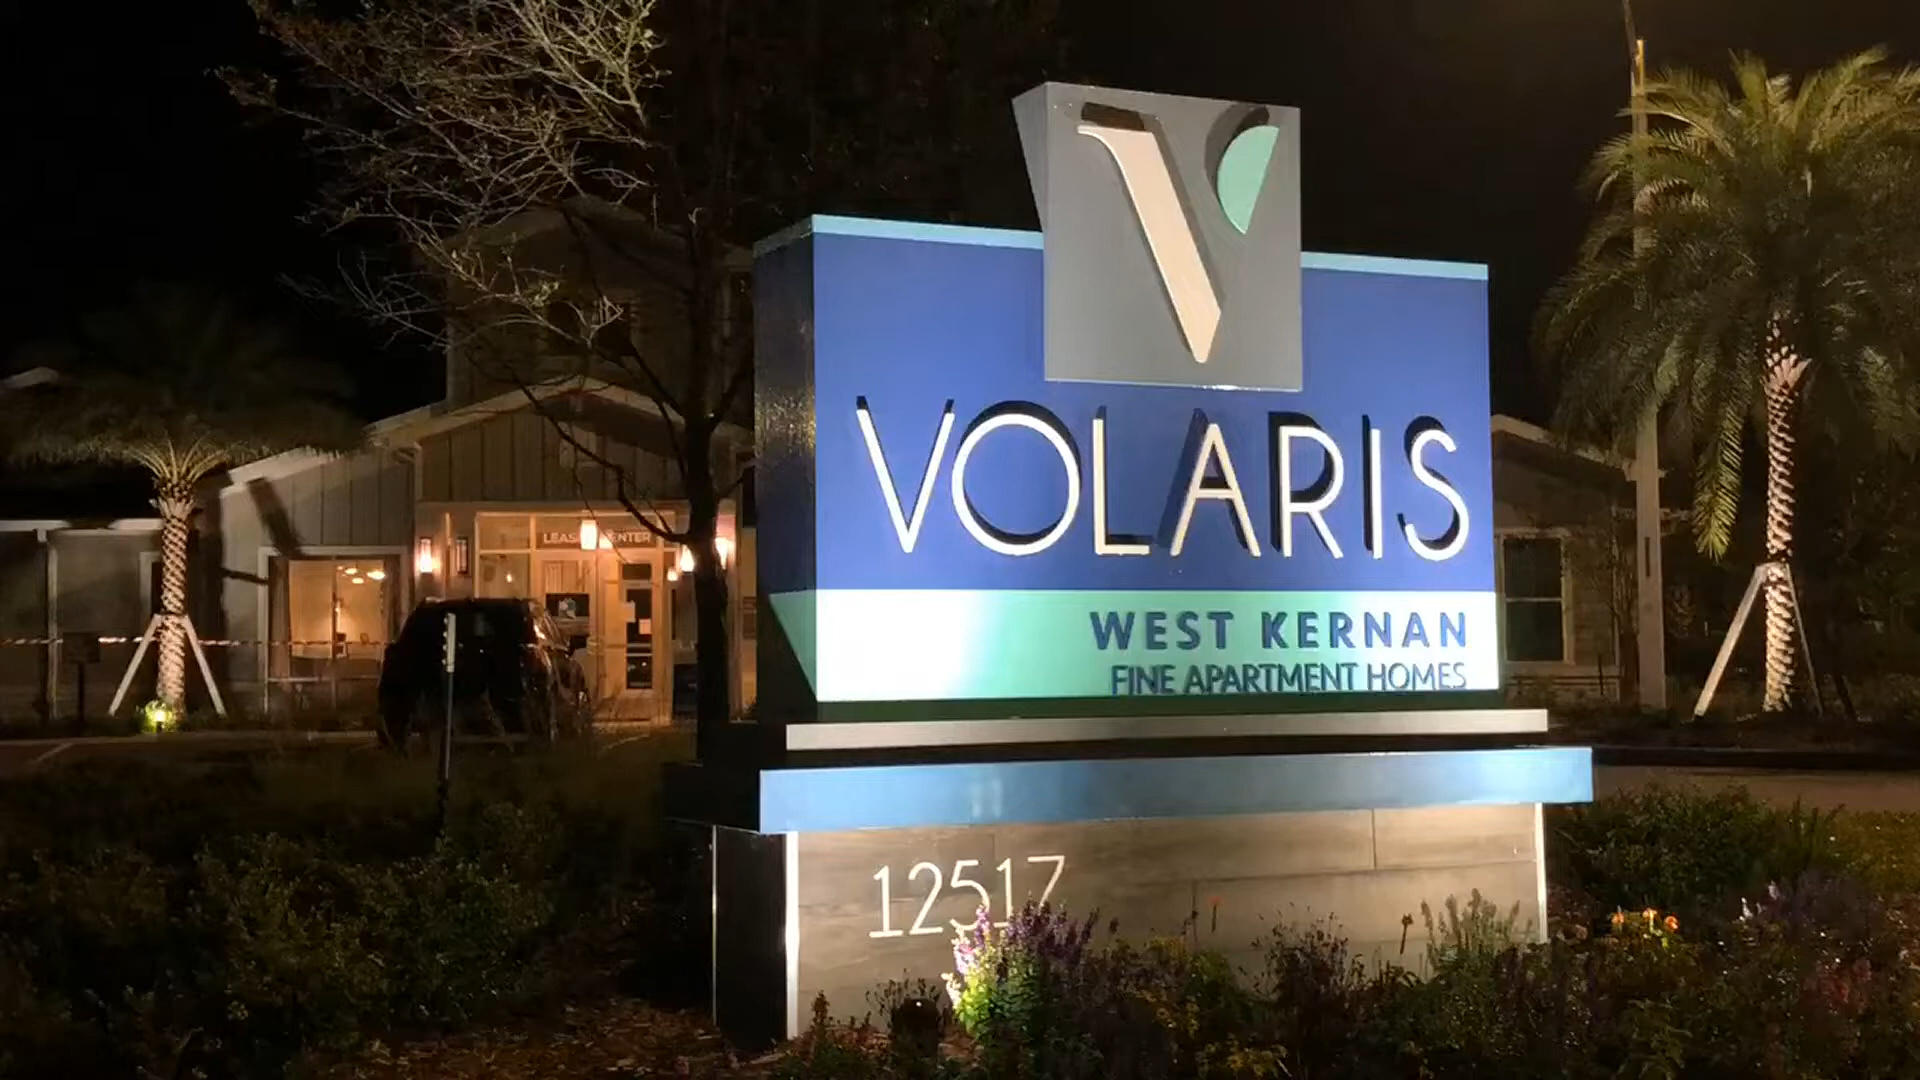 V
VOLARIS
WEST KERNAN
FINE APARTMENT HOMES
12517